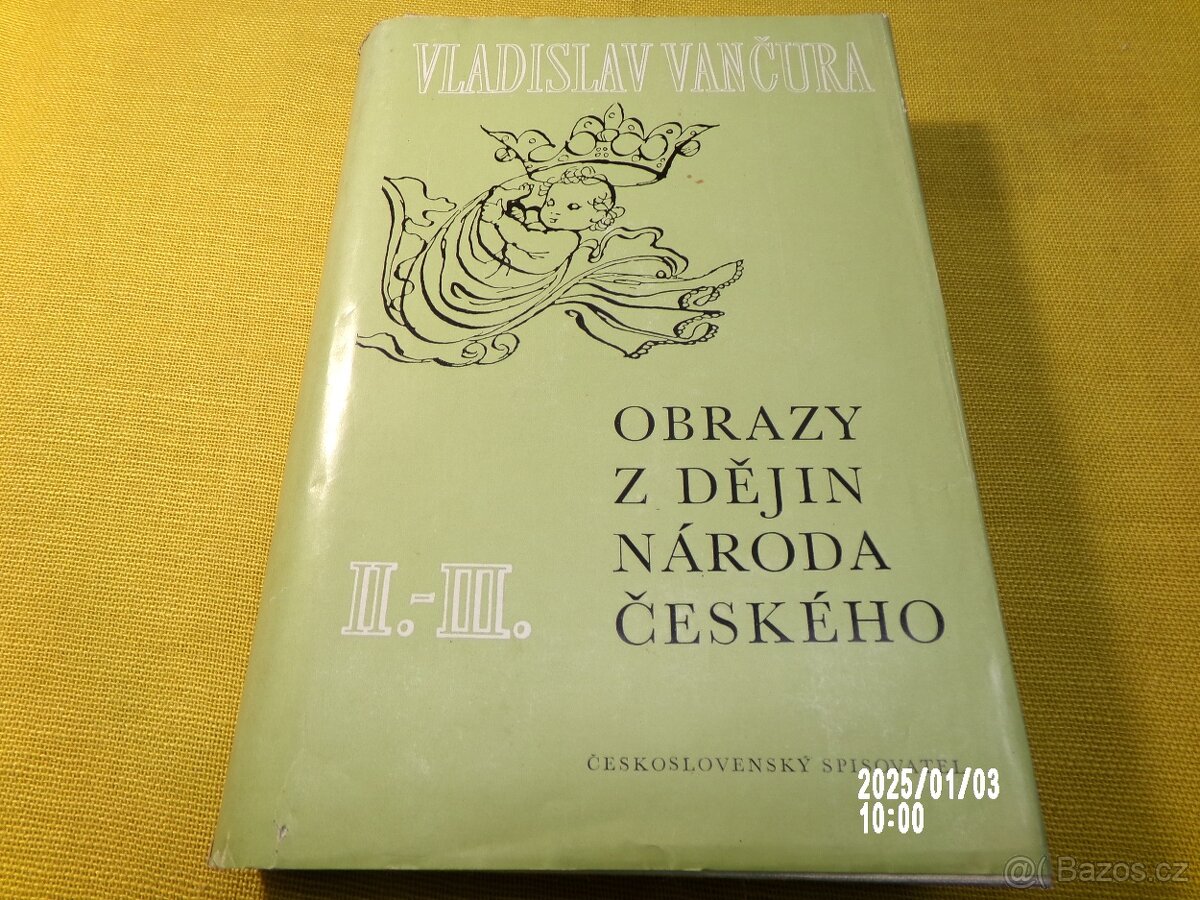 VLADISLAV VANČURA
OBRAZY
Z DĚJIN
NÁRODA
ČESKÉHO
II.-III.
ČESKOSLOVENSKÝ SPISOVATEL
2025/01/03
10:00
@( Bazos.cz